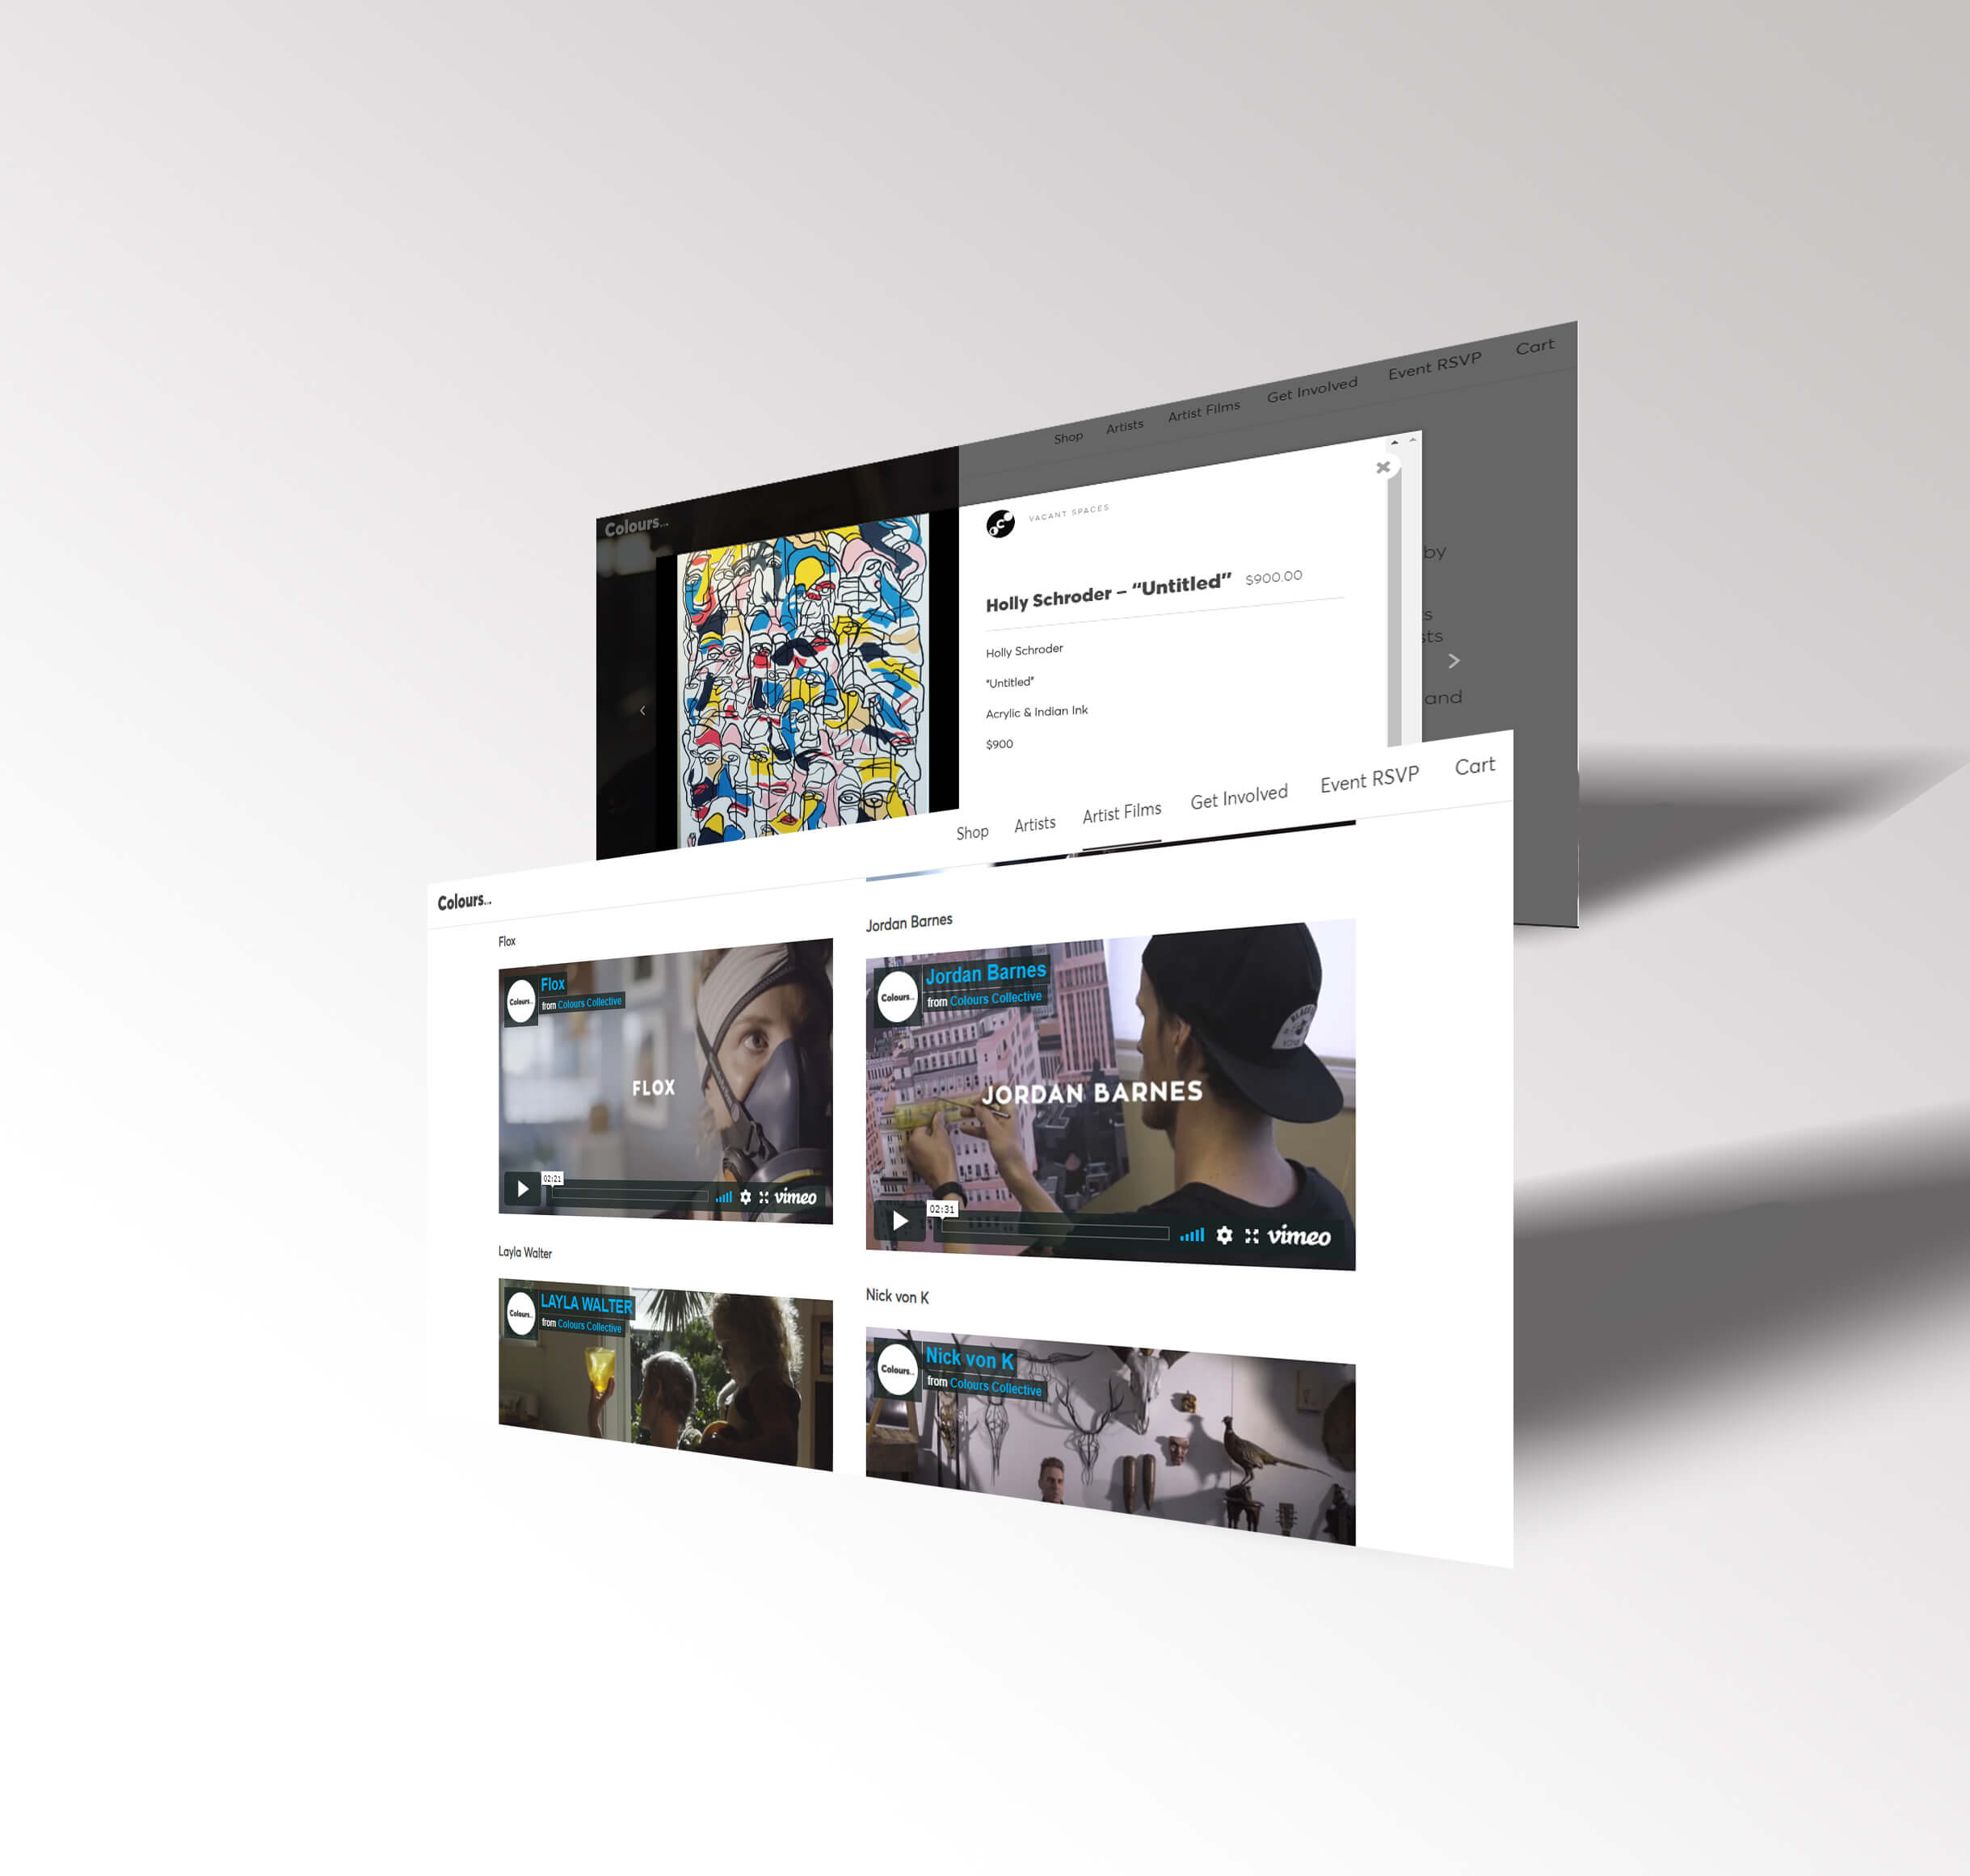 Shop Artists Artist Films Get Involved Event RSVP Cart
Colours...
VACANT SPACES
Holly Schroder – “Untitled” $900.00
Holly Schroder
"Untitled"
Acrylic & Indian Ink
$900
by
sts
and
Colours...
Shop Artists Artist Films Get Involved Event RSVP Cart
Flox
Colours...
Flox
from Colours Collective
FLOX
02:21
vimeo
Jordan Barnes
Colours...
Jordan Barnes
from Colours Collective
JORDAN BARNES
02:31
vimeo
Layla Walter
Colours...
LAYLA WALTER
from Colours Collective
Nick von K
Colours...
Nick von K
from Colours Collective